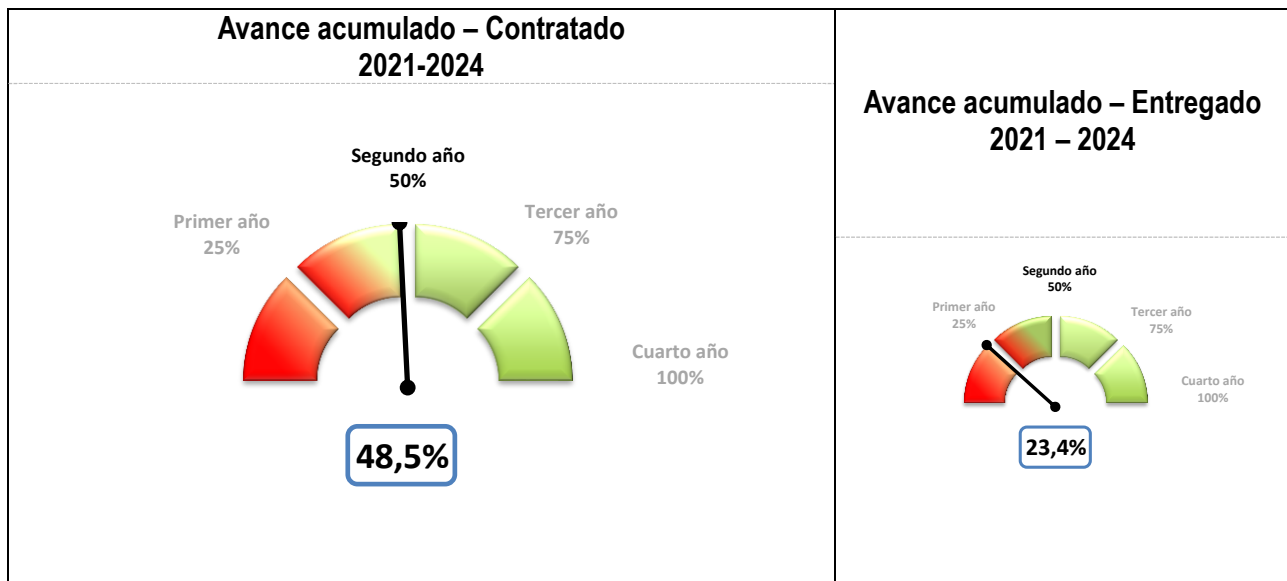 Avance acumulado – Contratado
2021-2024
Segundo año
50%
Primer año
25%
Tercer año
75%
Cuarto año
100%
48,5%
Avance acumulado – Entregado
2021 – 2024
Segundo año
50%
Primer año
25%
Tercer año
75%
Cuarto año
100%
23,4%